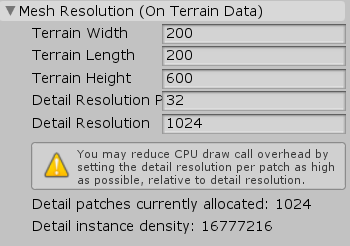 Mesh Resolution (On Terrain Data)
Terrain Width 200
Terrain Length 200
Terrain Height 600
Detail Resolution P 32
Detail Resolution 1024
You may reduce CPU draw call overhead by
setting the detail resolution per patch as high
as possible, relative to detail resolution.
Detail patches currently allocated: 1024
Detail instance density: 16777216